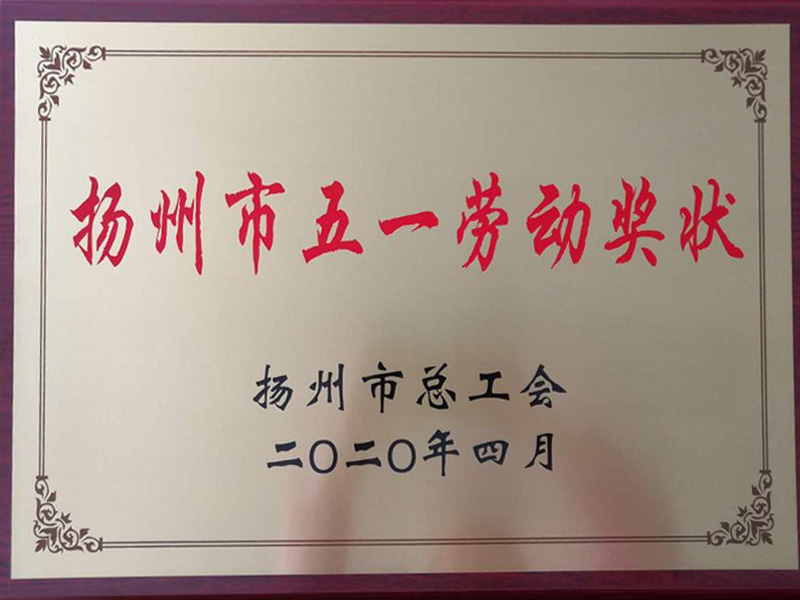 扬州市五一劳动奖状
扬州市总工会
二〇二〇年四月